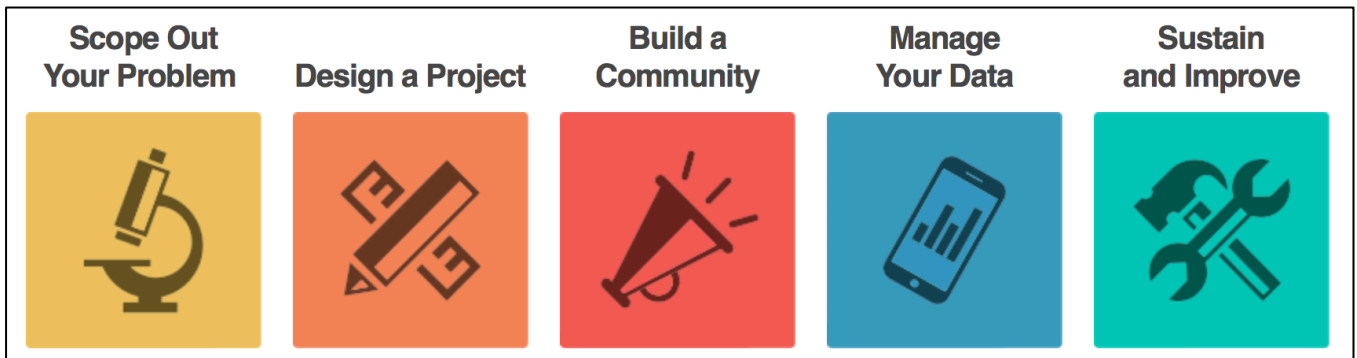 Scope Out
Your Problem
Design a Project
Build a
Community
Manage
Your Data
Sustain
and Improve